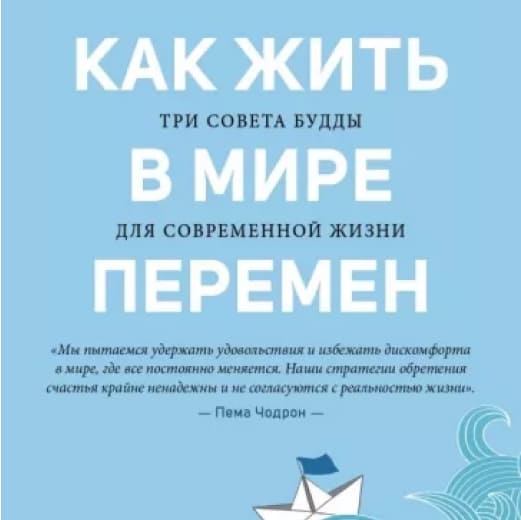 КАК ЖИТЬ
ТРИ СОВЕТА БУДДЫ
В МИРЕ
ДЛЯ СОВРЕМЕННОЙ ЖИЗНИ
ПЕРЕМЕН
«Мы пытаемся удержать удовольствия и избежать дискомфорта
в мире, где все постоянно меняется. Наши стратегии обретения
счастья крайне ненадежны и не согласуются с реальностью жизни».
— Пема Чодрон —